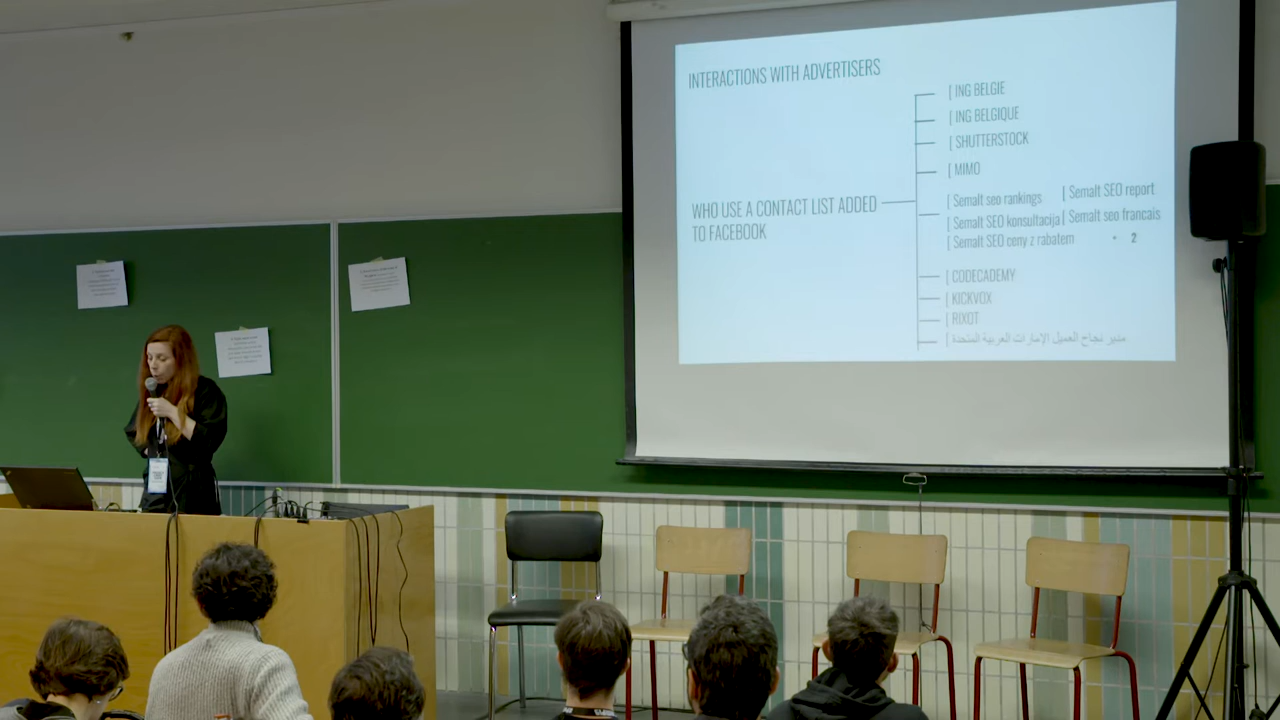 INTERACTIONS WITH ADVERTISERS
WHO USE A CONTACT LIST ADDED
TO FACEBOOK
[ ING BELGIE
[ ING BELGIQUE
[ SHUTTERSTOCK
[ MIMO
[ Semalt seo rankings
[ Semalt SEO report
[ Semalt SEO konsultacija
[ Semalt seo francais
[ Semalt SEO ceny z rabatem
2
[ CODECADEMY
[ KICKVOX
[ RIXOT
[ مدير نجاح العميل الإمارات العربية المتحدة